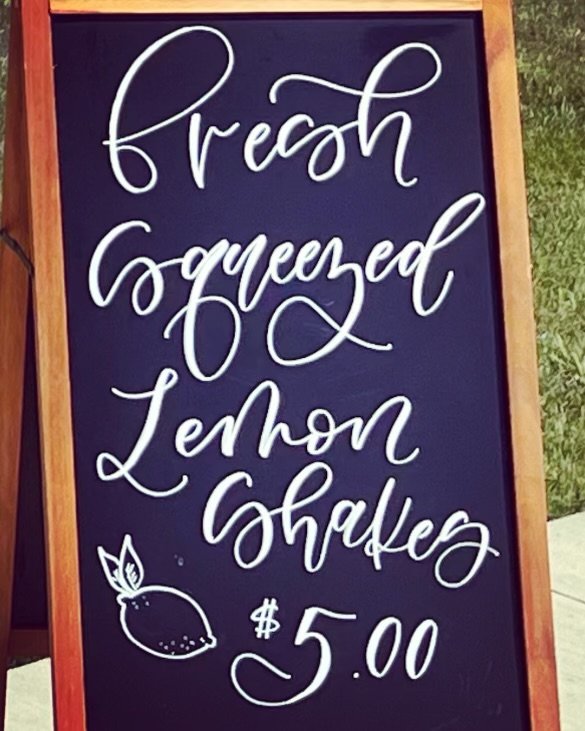 fresh
squeezed
Lemon
Shakes
$5.00